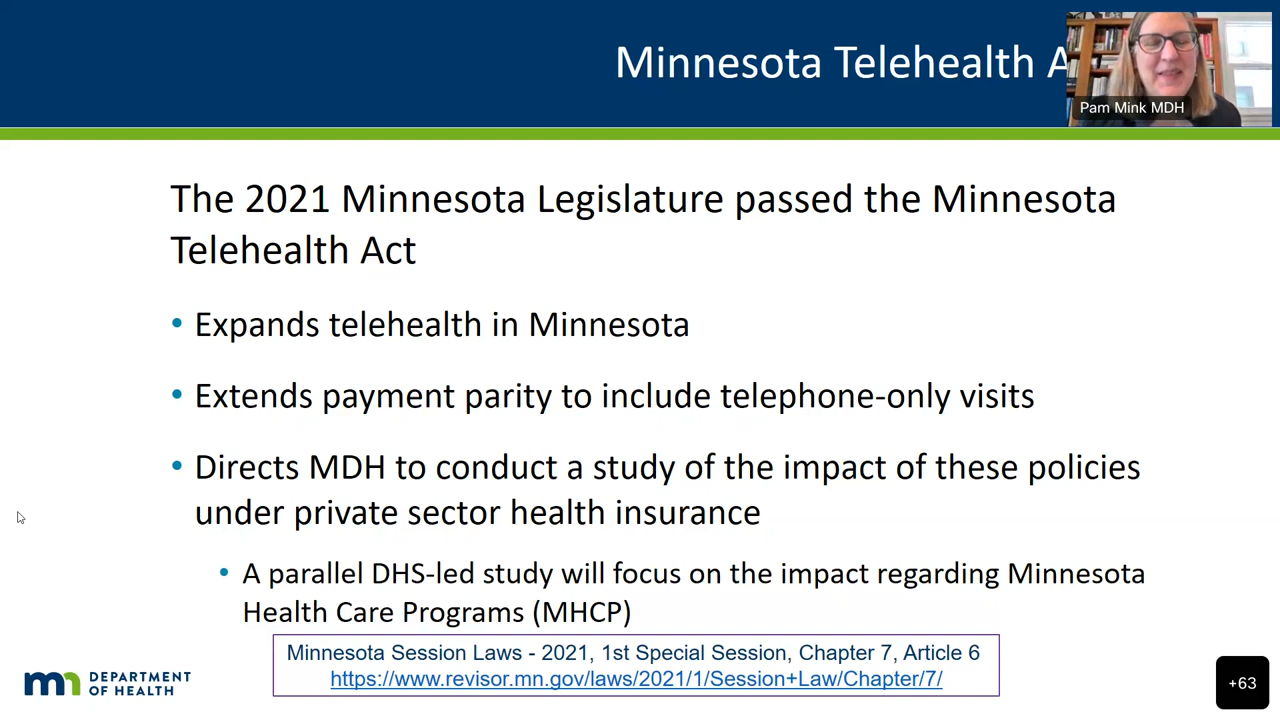 Minnesota Telehealth A
Pam Mink MDH
The 2021 Minnesota Legislature passed the Minnesota
Telehealth Act
• Expands telehealth in Minnesota
• Extends payment parity to include telephone-only visits
• Directs MDH to conduct a study of the impact of these policies
under private sector health insurance
• A parallel DHS-led study will focus on the impact regarding Minnesota
Health Care Programs (MHCP)
Minnesota Session Laws - 2021, 1st Special Session, Chapter 7, Article 6
https://www.revisor.mn.gov/laws/2021/1/Session+Law/Chapter/7/
mn DEPARTMENT
OF HEALTH
+63